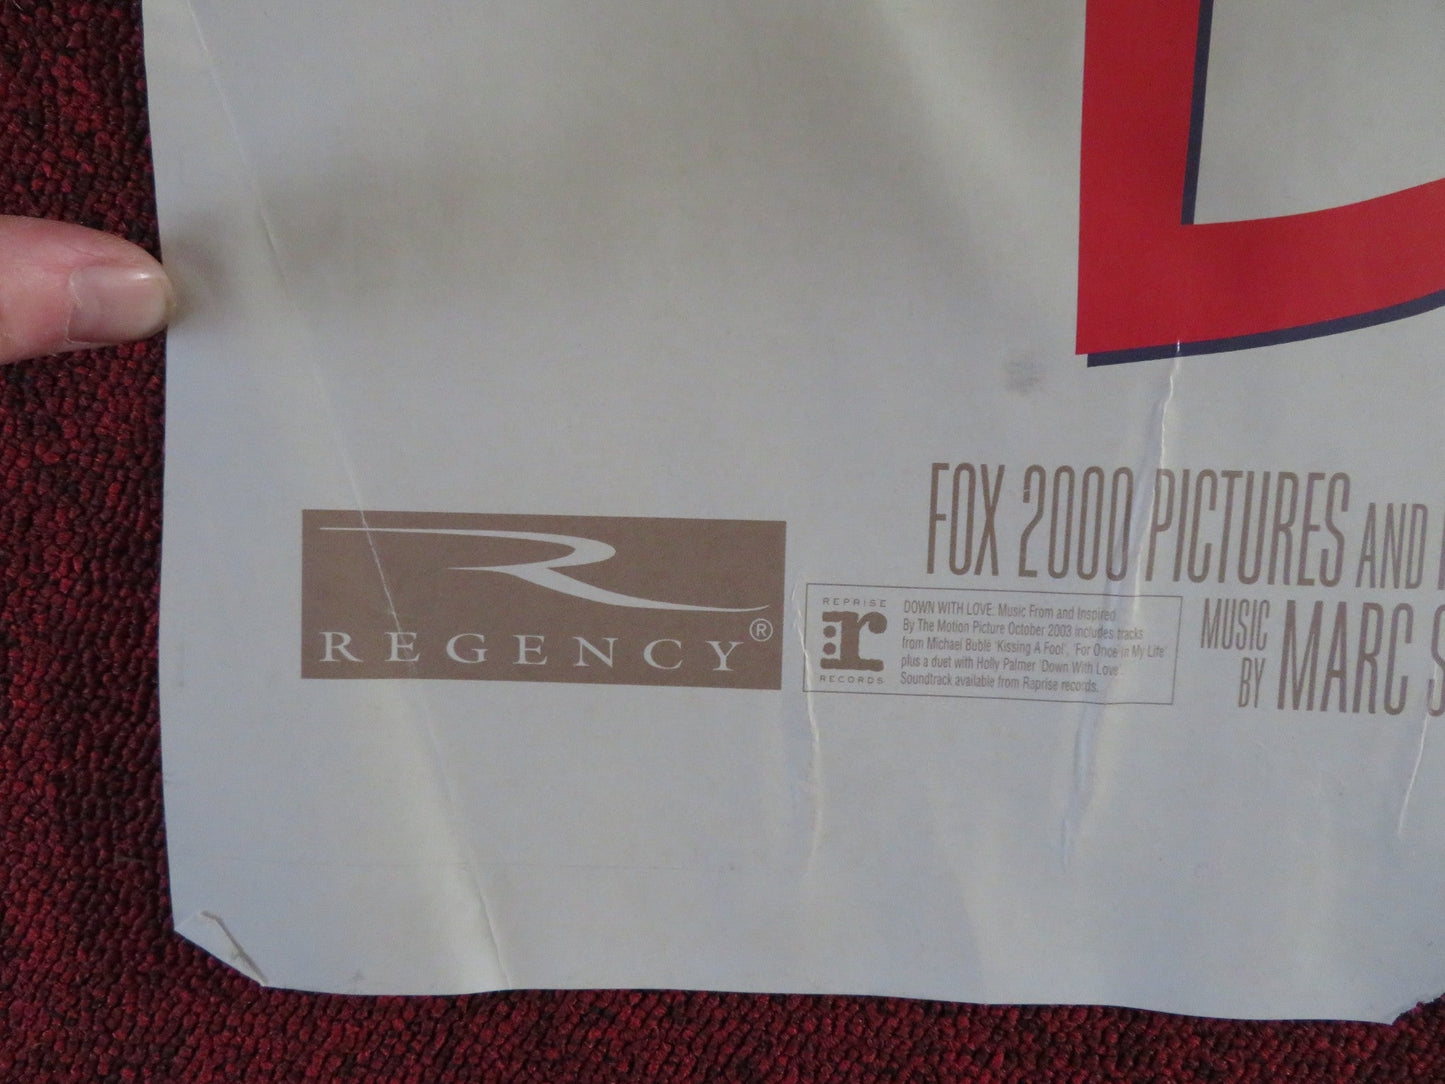 FOX 2000 PICTURES AND
REGENCY®
REPRISE
r
RECORDS
DOWN WITH LOVE: Music From and Inspired
By The Motion Picture October 2003 includes tracks
from Michael Bublé 'Kissing A Fool', 'For Once in My Life'
plus a duet with Holly Palmer 'Down With Love'.
Soundtrack available from Reprise records.
MUSIC
BY
MARC S